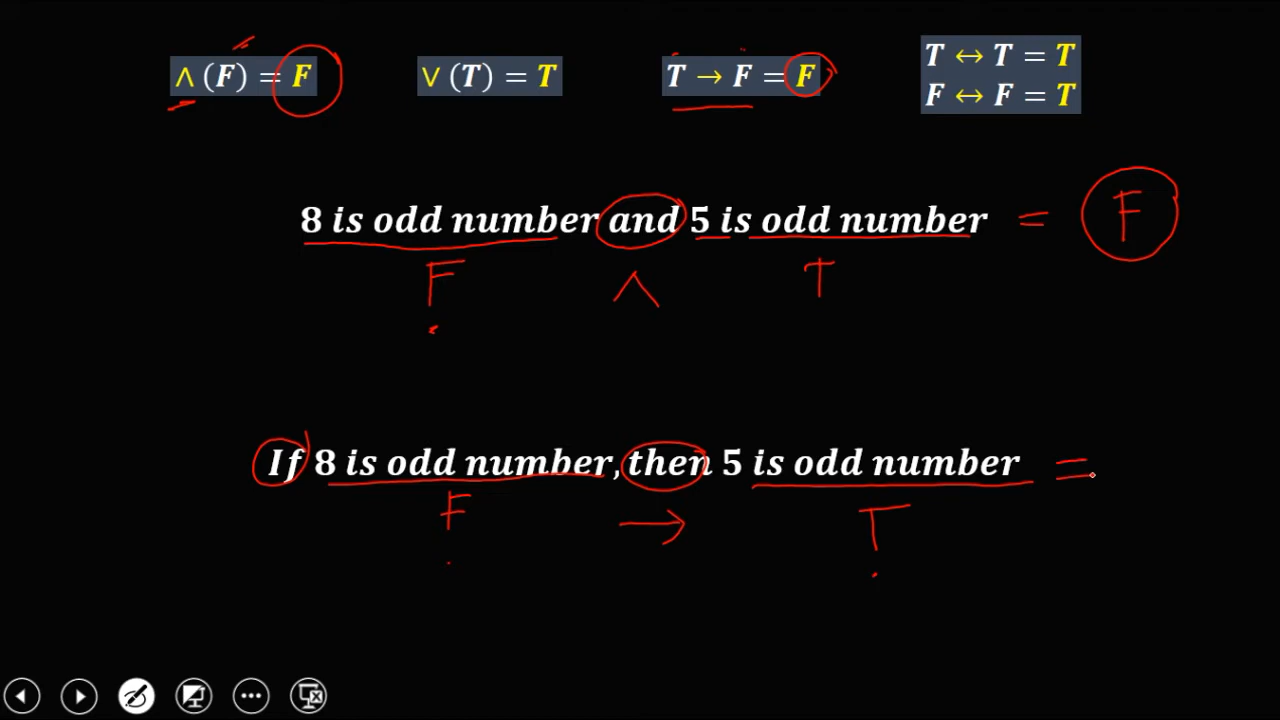 ∧ (F) = F
∨ (T) = T
T → F = F
T ↔ T = T
F ↔ F = T
8 is odd number and 5 is odd number = F
F ∧ T
If 8 is odd number, then 5 is odd number =
F → T